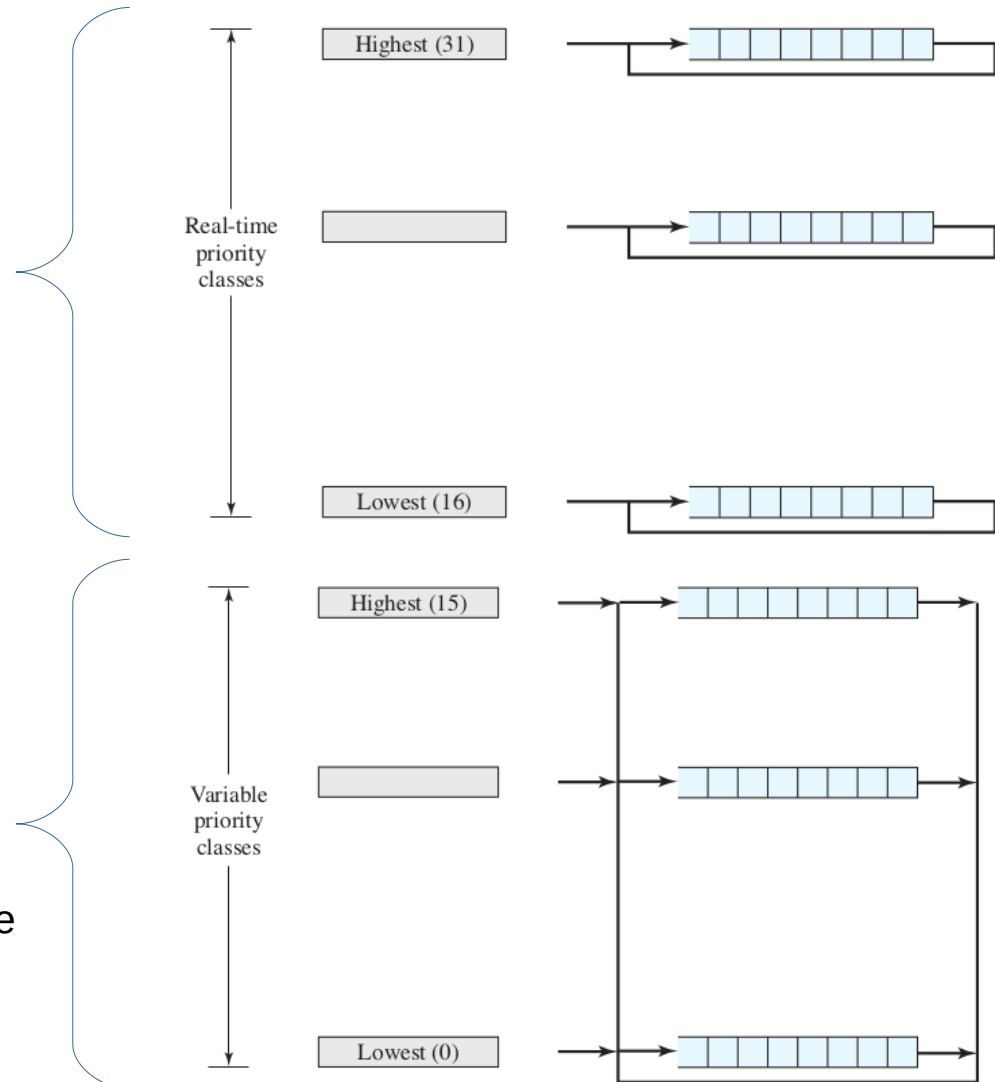 Highest (31)
Real-time
priority
classes
Lowest (16)
Highest (15)
Variable
priority
classes
e
Lowest (0)